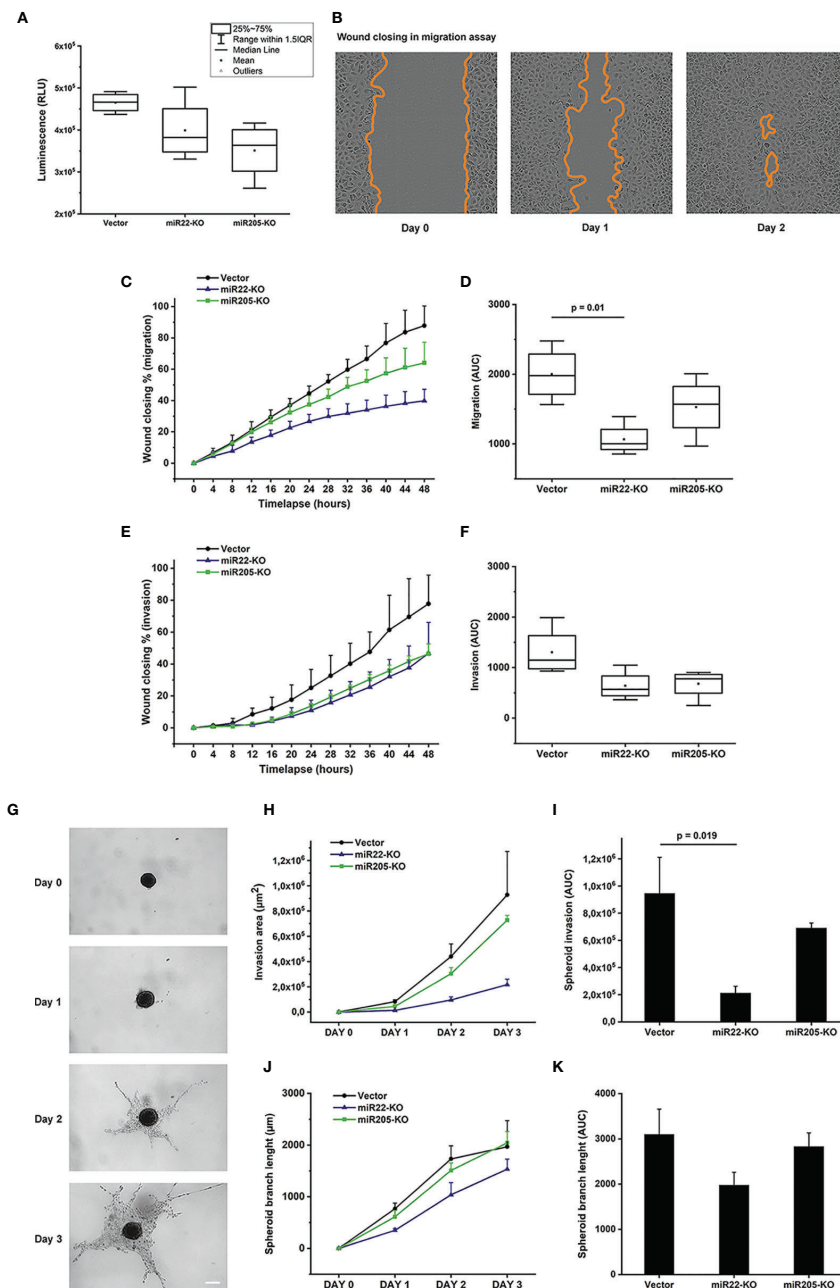 A
25%~75%
Range within 1.5IQR
Median Line
Mean
Outliers
Luminescence (RLU)
6x10⁵
5x10⁵
4x10⁵
3x10⁵
2x10⁵
Vector
miR22-KO
miR205-KO
B
Wound closing in migration assay
Day 0
Day 1
Day 2
C
Vector
miR22-KO
miR205-KO
Wound closing % (migration)
100
80
60
40
20
0
0 4 8 12 16 20 24 28 32 36 40 44 48
Timelapse (hours)
D
p = 0.01
Migration (AUC)
3000
2000
1000
Vector
miR22-KO
miR205-KO
E
Vector
miR22-KO
miR205-KO
Wound closing % (invasion)
100
80
60
40
20
0
0 4 8 12 16 20 24 28 32 36 40 44 48
Timelapse (hours)
F
Invasion (AUC)
3000
2000
1000
0
Vector
miR22-KO
miR205-KO
G
Day 0
Day 1
Day 2
Day 3
H
Vector
miR22-KO
miR205-KO
Invasion area (µm²)
1,2x10⁶
1,0x10⁶
8,0x10⁵
6,0x10⁵
4,0x10⁵
2,0x10⁵
0,0
DAY 0
DAY 1
DAY 2
DAY 3
I
p = 0.019
Spheroid invasion (AUC)
1,2x10⁶
1,0x10⁶
8,0x10⁵
6,0x10⁵
4,0x10⁵
2,0x10⁵
0,0
Vector
miR22-KO
miR205-KO
J
Vector
miR22-KO
miR205-KO
Spheroid branch lenght (µm)
3000
2000
1000
0
DAY 0
DAY 1
DAY 2
DAY 3
K
Spheroid branch lenght (AUC)
4000
3000
2000
1000
0
Vector
miR22-KO
miR205-KO